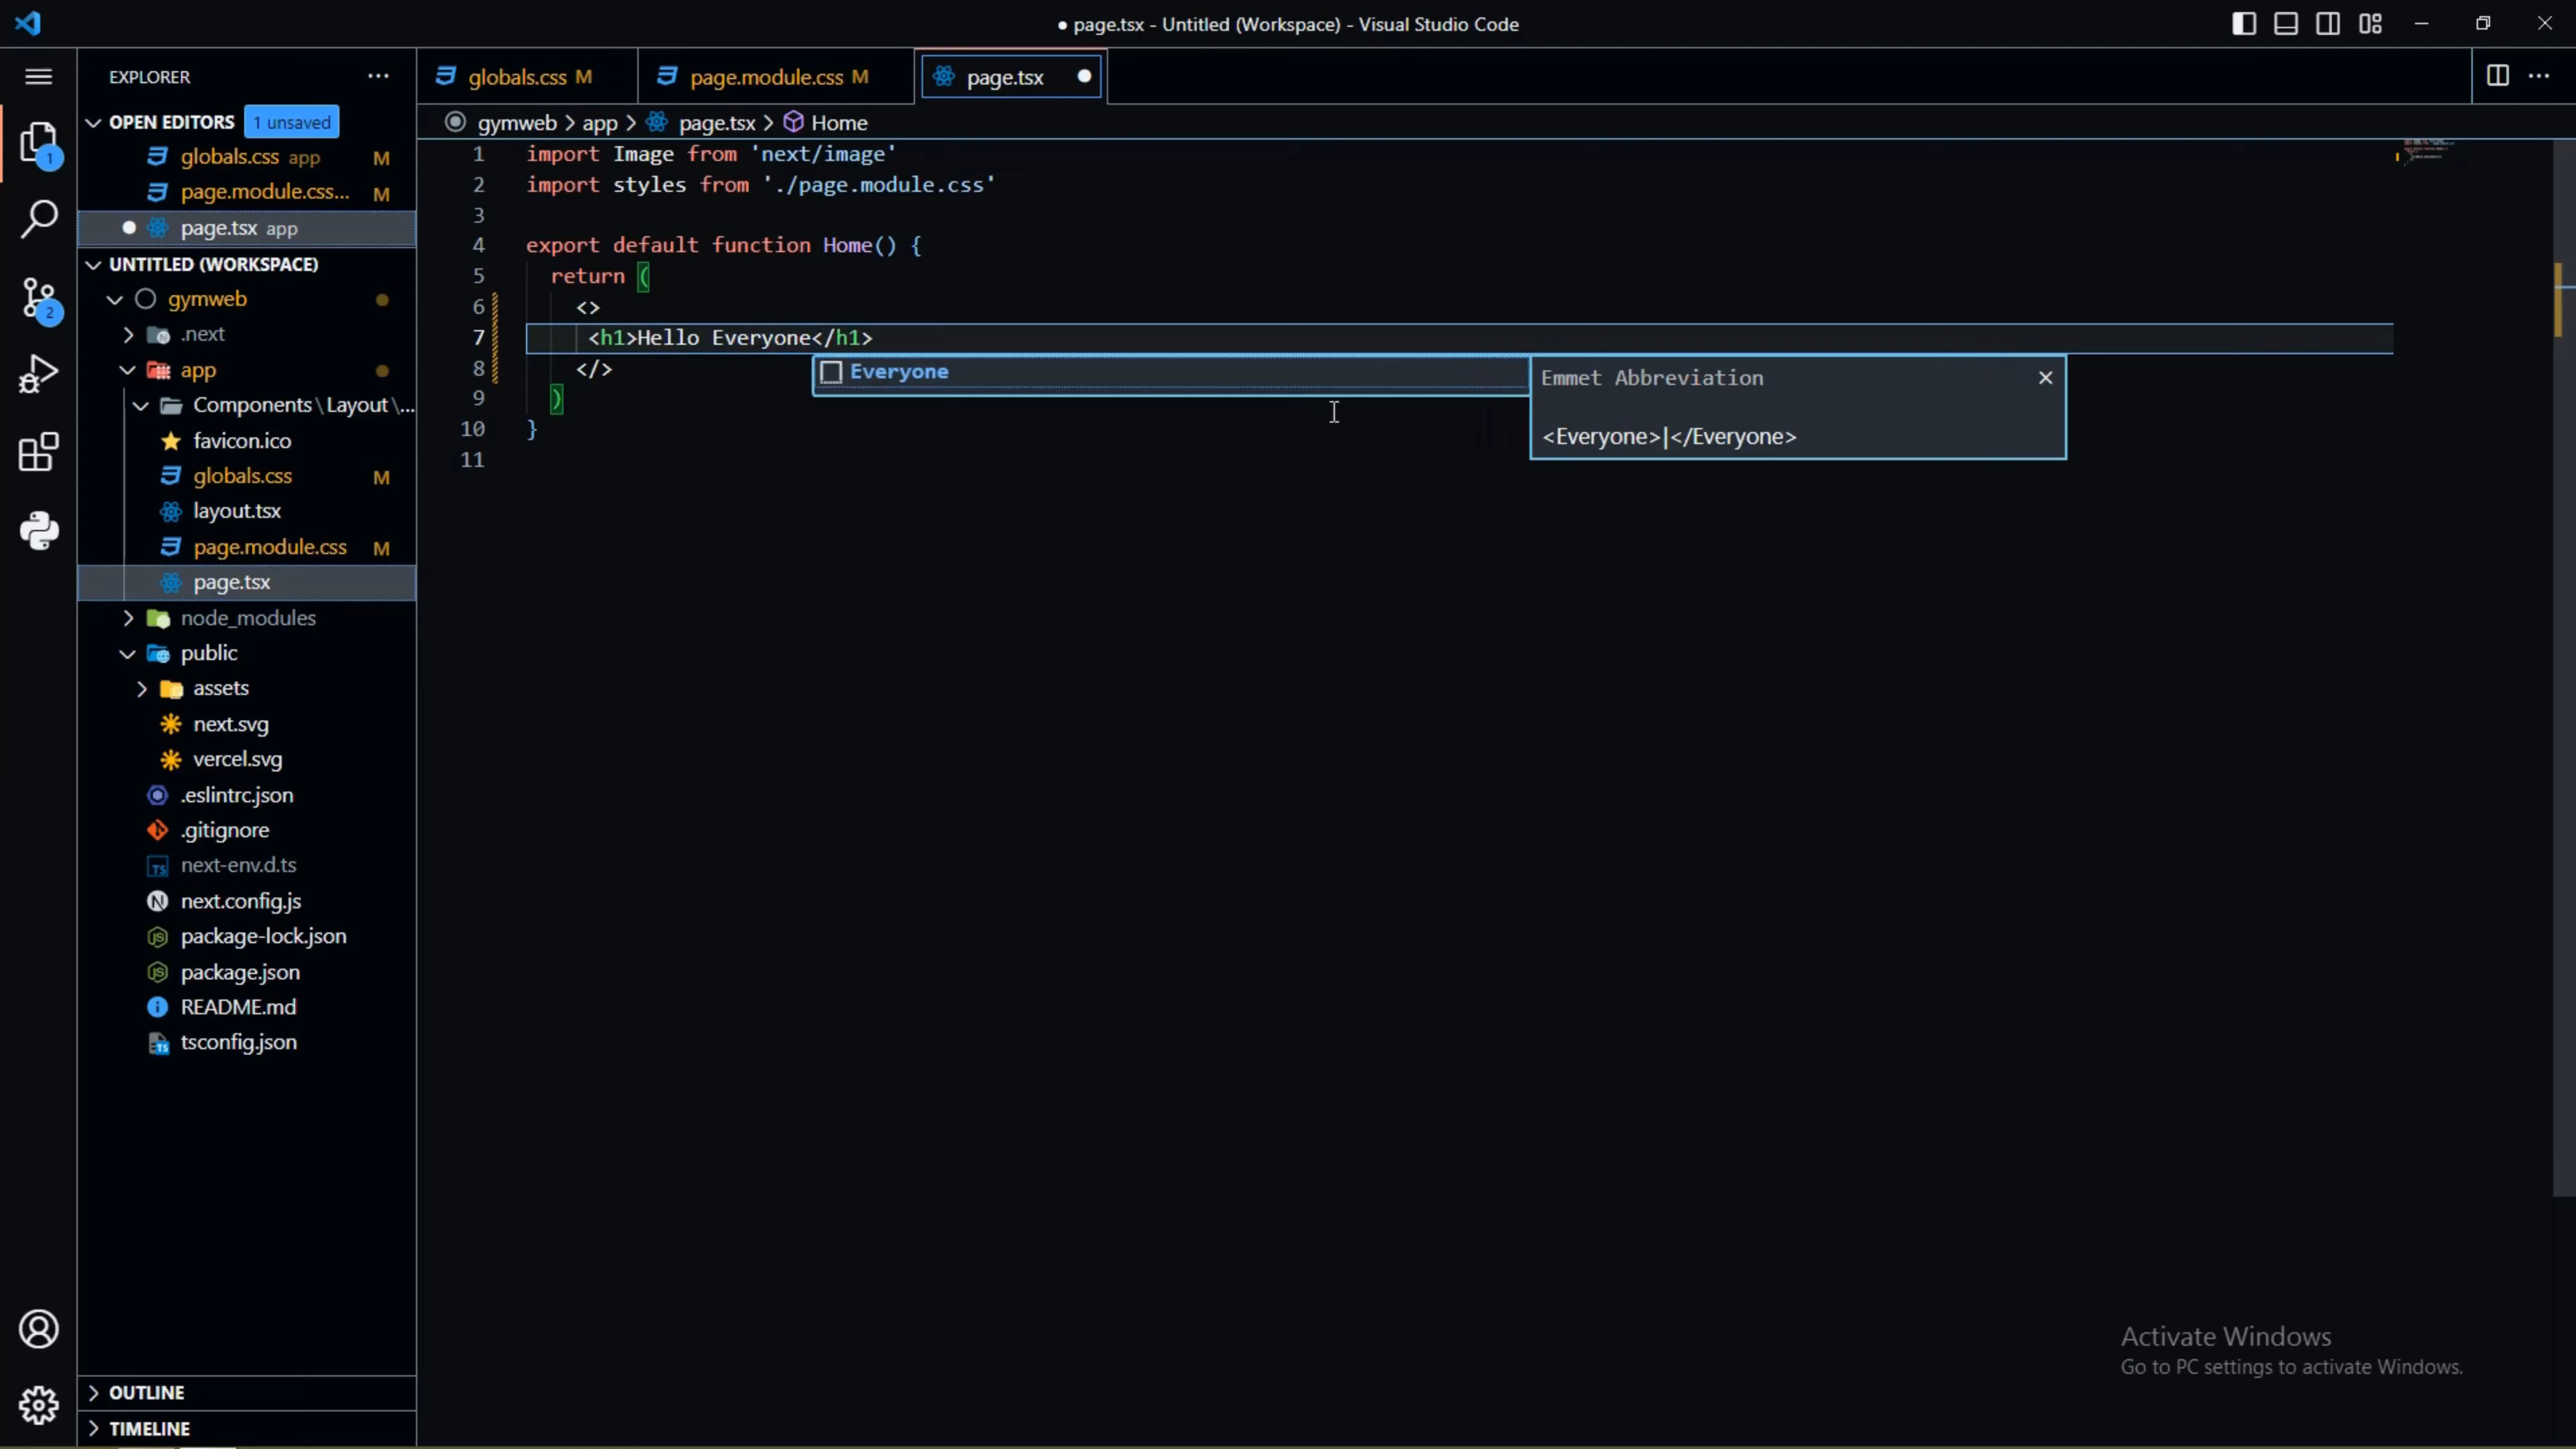 ● page.tsx - Untitled (Workspace) - Visual Studio Code
EXPLORER
OPEN EDITORS 1 unsaved
globals.css app M
page.module.css... M
page.tsx app
UNTITLED (WORKSPACE)
gymweb
.next
app
Components\Layout\...
favicon.ico
globals.css M
layout.tsx
page.module.css M
page.tsx
node_modules
public
assets
next.svg
vercel.svg
.eslintrc.json
.gitignore
next-env.d.ts
next.config.js
package-lock.json
package.json
README.md
tsconfig.json
OUTLINE
TIMELINE
1
2
globals.css M
page.module.css M
page.tsx
gymweb > app > page.tsx > Home
1 import Image from 'next/image'
2 import styles from './page.module.css'
3
4 export default function Home() {
5 return (
6 <>
7 <h1>Hello Everyone</h1>
8 </>
9 )
10 }
11
Everyone
Emmet Abbreviation
<Everyone>|</Everyone>
Activate Windows
Go to PC settings to activate Windows.